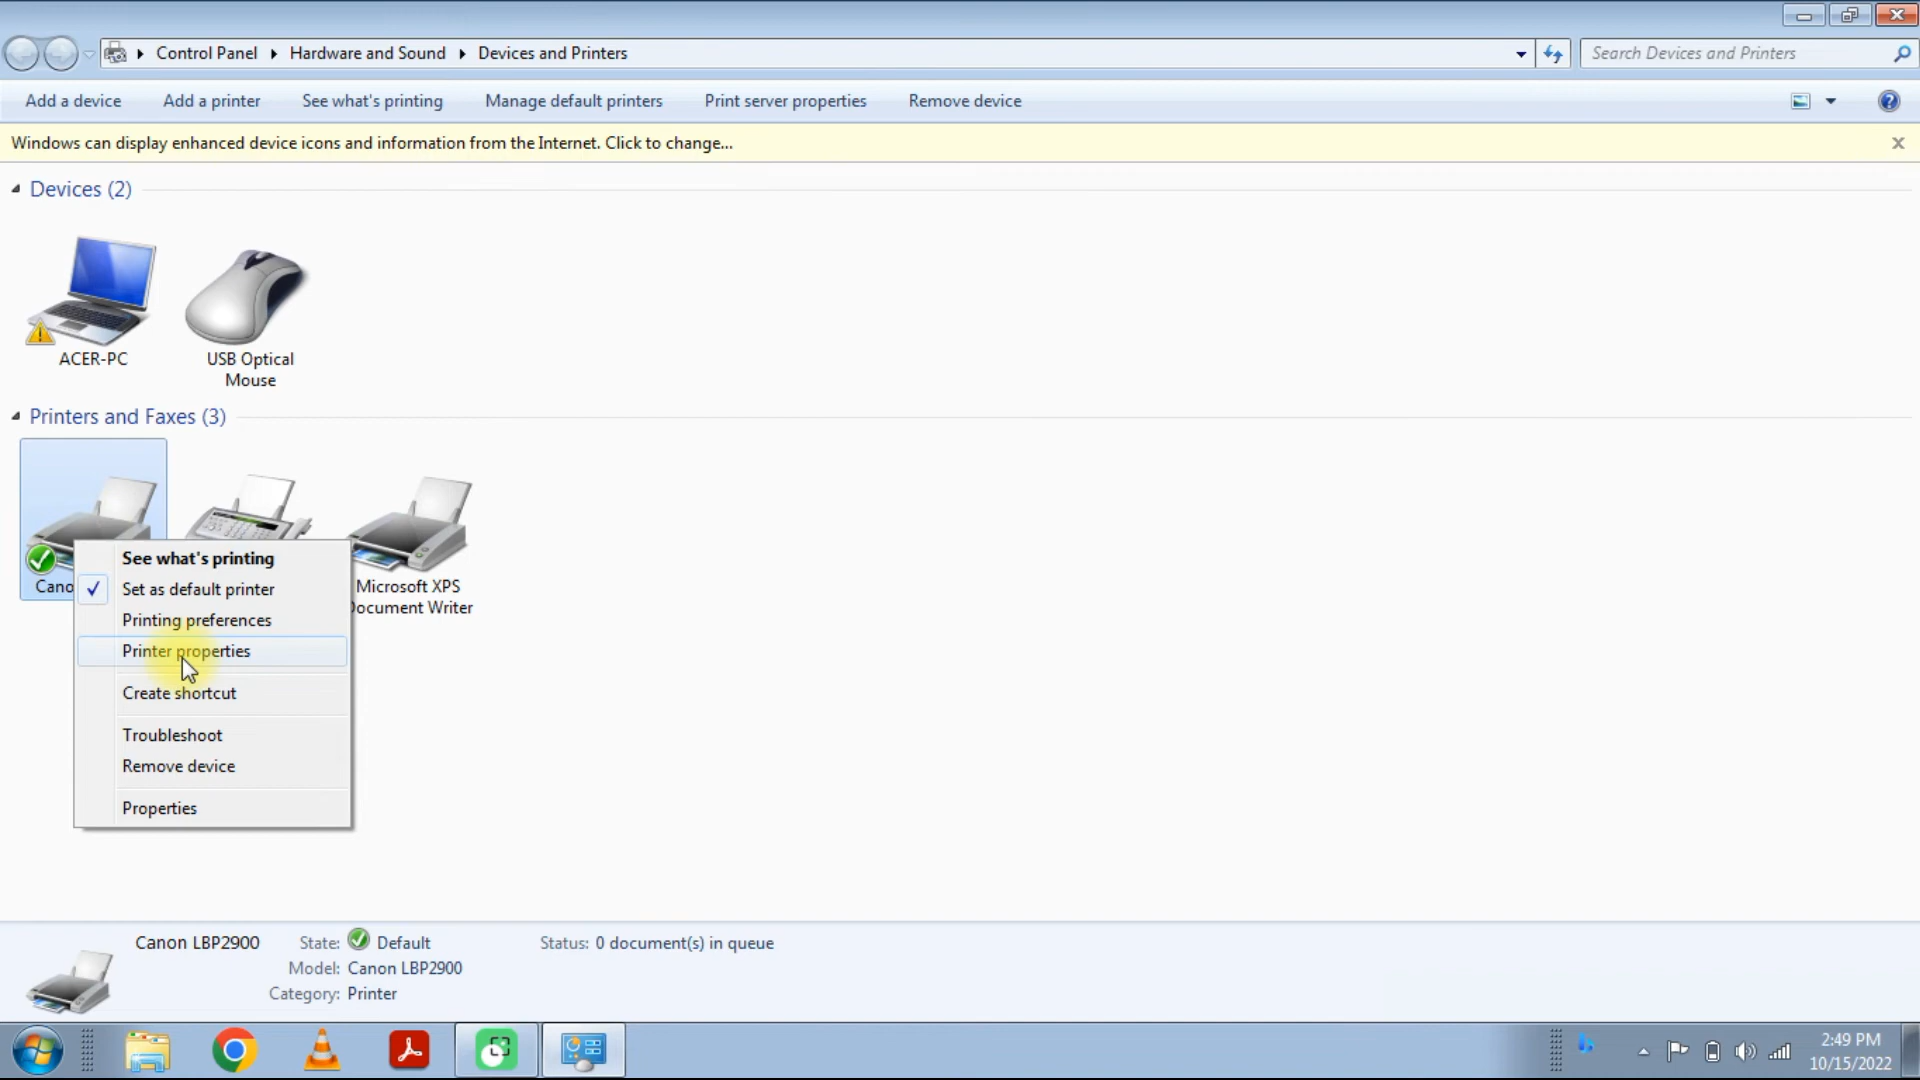 Control Panel Hardware and Sound Devices and Printers
Search Devices and Printers
Add a device Add a printer See what's printing Manage default printers Print server properties Remove device
Windows can display enhanced device icons and information from the Internet. Click to change...
Devices (2)
ACER-PC
USB Optical
Mouse
Printers and Faxes (3)
Cano
See what's printing
Set as default printer
Printing preferences
Printer properties
Create shortcut
Troubleshoot
Remove device
Properties
Microsoft XPS
Document Writer
Canon LBP2900 State: Default Status: 0 document(s) in queue
Model: Canon LBP2900
Category: Printer
2:49 PM
10/15/2022